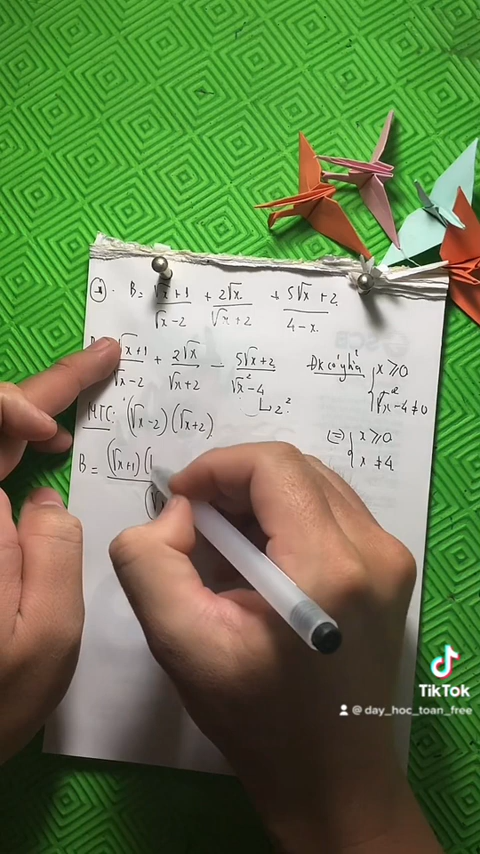 1. B = (√x + 1)/(√x - 2) + 2√x/(√x + 2) + (5√x + 2)/(4 - x)
(√x + 1)/(√x - 2) + 2√x/(√x + 2) - (5√x + 2)/(√x² - 4)
2²
Đk có nghĩa { x ≥ 0
√x² - 4 ≠ 0
MTC: (√x - 2)(√x + 2)
(=) { x ≥ 0
x ≠ 4
B = (√x + 1)(
TikTok
@day_hoc_toan_free